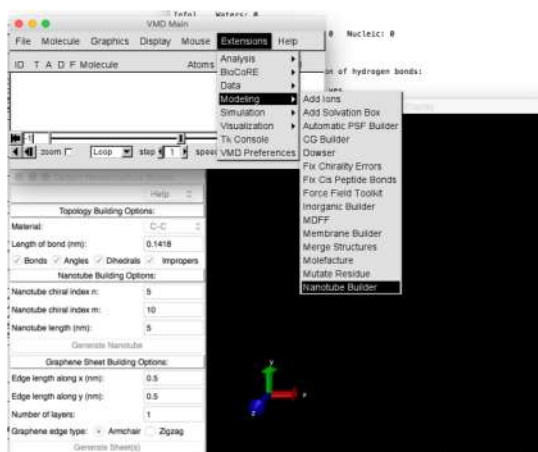 VMD Main
Waters: 0
File Molecule Graphics Display Mouse Extensions Help
0 Nucleic: 0
ID T A D F Molecule Atoms
of hydrogen bonds:
Analysis
BioCoRE
Data
Modeling
Simulation
Visualization
Tk Console
VMD Preferences
zoom Loop step 1
Add Ions
Add Solvation Box
Automatic PSF Builder
CG Builder
Dowser
Fix Chirality Errors
Fix Cis Peptide Bonds
Force Field Toolkit
Inorganic Builder
MDFF
Membrane Builder
Merge Structures
Molefacture
Mutate Residue
Nanotube Builder
Help
Topology Building Options:
Material: C-C
Length of bond (nm): 0.1418
Bonds Angles Dihedrals Impropers
Nanotube Building Options:
Nanotube chiral index n: 5
Nanotube chiral index m: 10
Nanotube length (nm): 5
Generate Nanotube
Graphene Sheet Building Options:
Edge length along x (nm): 0.5
Edge length along y (nm): 0.5
Number of layers: 1
Graphene edge type: Armchair Zigzag
Generate Sheet(s)
y
x
z